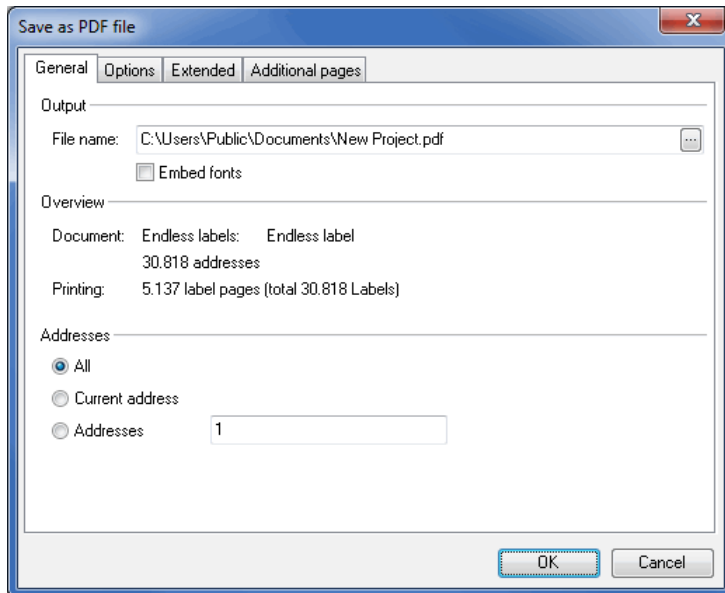 Save as PDF file
General Options Extended Additional pages
Output
File name: C:\Users\Public\Documents\New Project.pdf ...
Embed fonts
Overview
Document: Endless labels: Endless label
30.818 addresses
Printing: 5.137 label pages (total 30.818 Labels)
Addresses
All
Current address
Addresses 1
OK Cancel